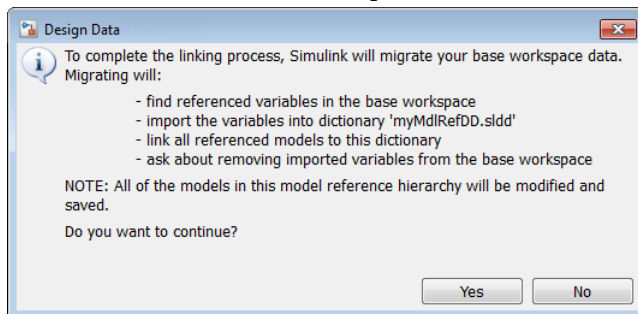 Design Data
To complete the linking process, Simulink will migrate your base workspace data.
Migrating will:
- find referenced variables in the base workspace
- import the variables into dictionary 'myMdlRefDD.sldd'
- link all referenced models to this dictionary
- ask about removing imported variables from the base workspace
NOTE: All of the models in this model reference hierarchy will be modified and
saved.
Do you want to continue?
Yes No